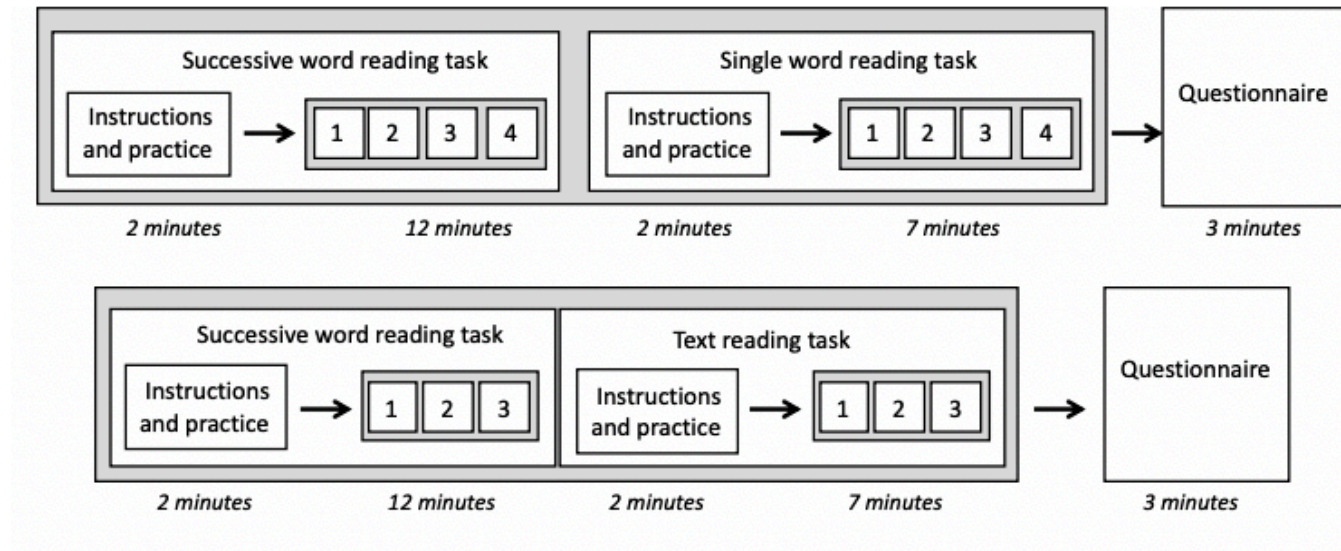 Successive word reading task
Single word reading task
Instructions
and practice
1 2 3 4
Instructions
and practice
1 2 3 4
Questionnaire
2 minutes
12 minutes
2 minutes
7 minutes
3 minutes
Successive word reading task
Text reading task
Instructions
and practice
1 2 3
Instructions
and practice
1 2 3
Questionnaire
2 minutes
12 minutes
2 minutes
7 minutes
3 minutes